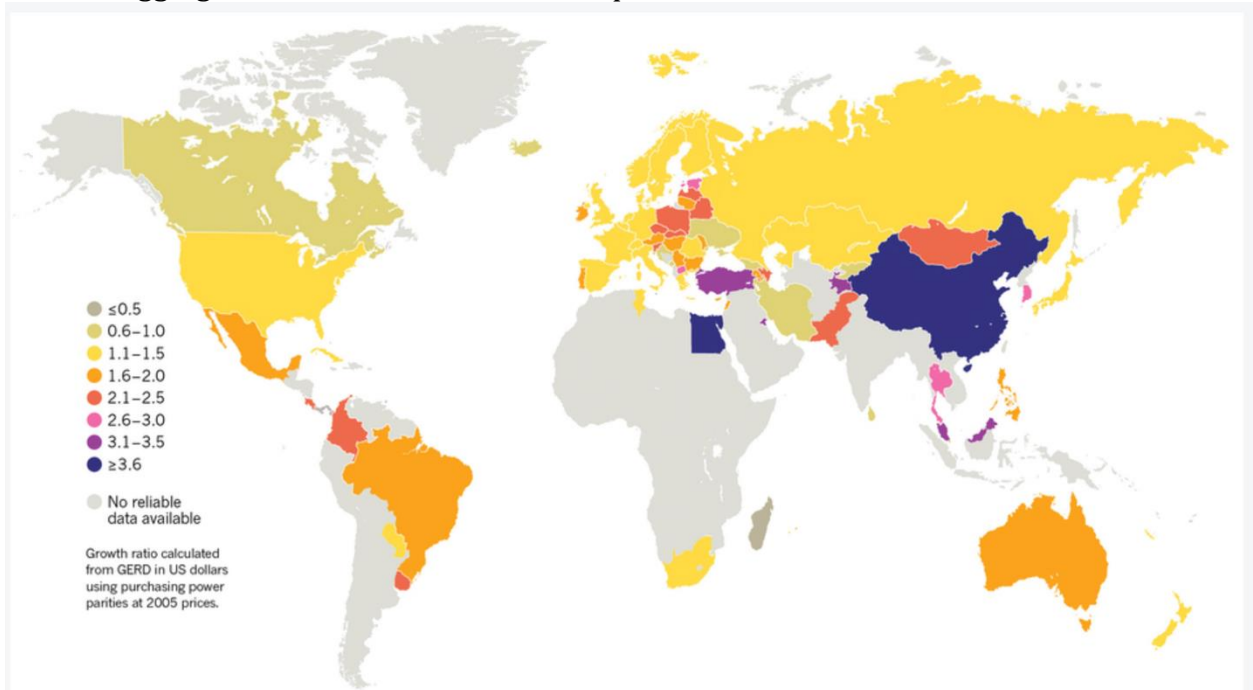 ≤0.5
0.6–1.0
1.1–1.5
1.6–2.0
2.1–2.5
2.6–3.0
3.1–3.5
≥3.6
No reliable
data available
Growth ratio calculated
from GERD in US dollars
using purchasing power
parities at 2005 prices.